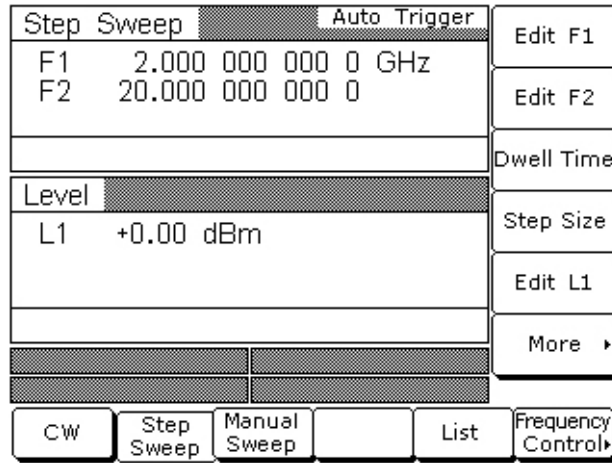 Step Sweep Auto Trigger
F1 2.000 000 000 0 GHz
F2 20.000 000 000 0
Level
L1 +0.00 dBm
Edit F1
Edit F2
Dwell Time
Step Size
Edit L1
More
CW
Step
Sweep
Manual
Sweep
List
Frequency
Control